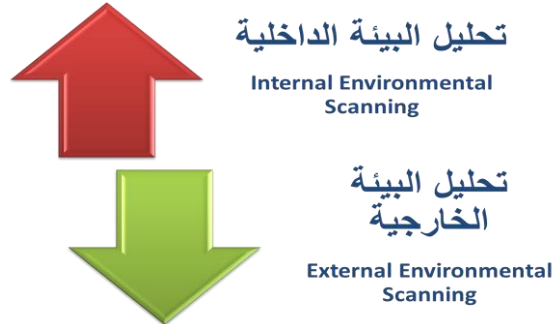 تحليل البيئة الداخلية
Internal Environmental
Scanning
تحليل البيئة
الخارجية
External Environmental
Scanning